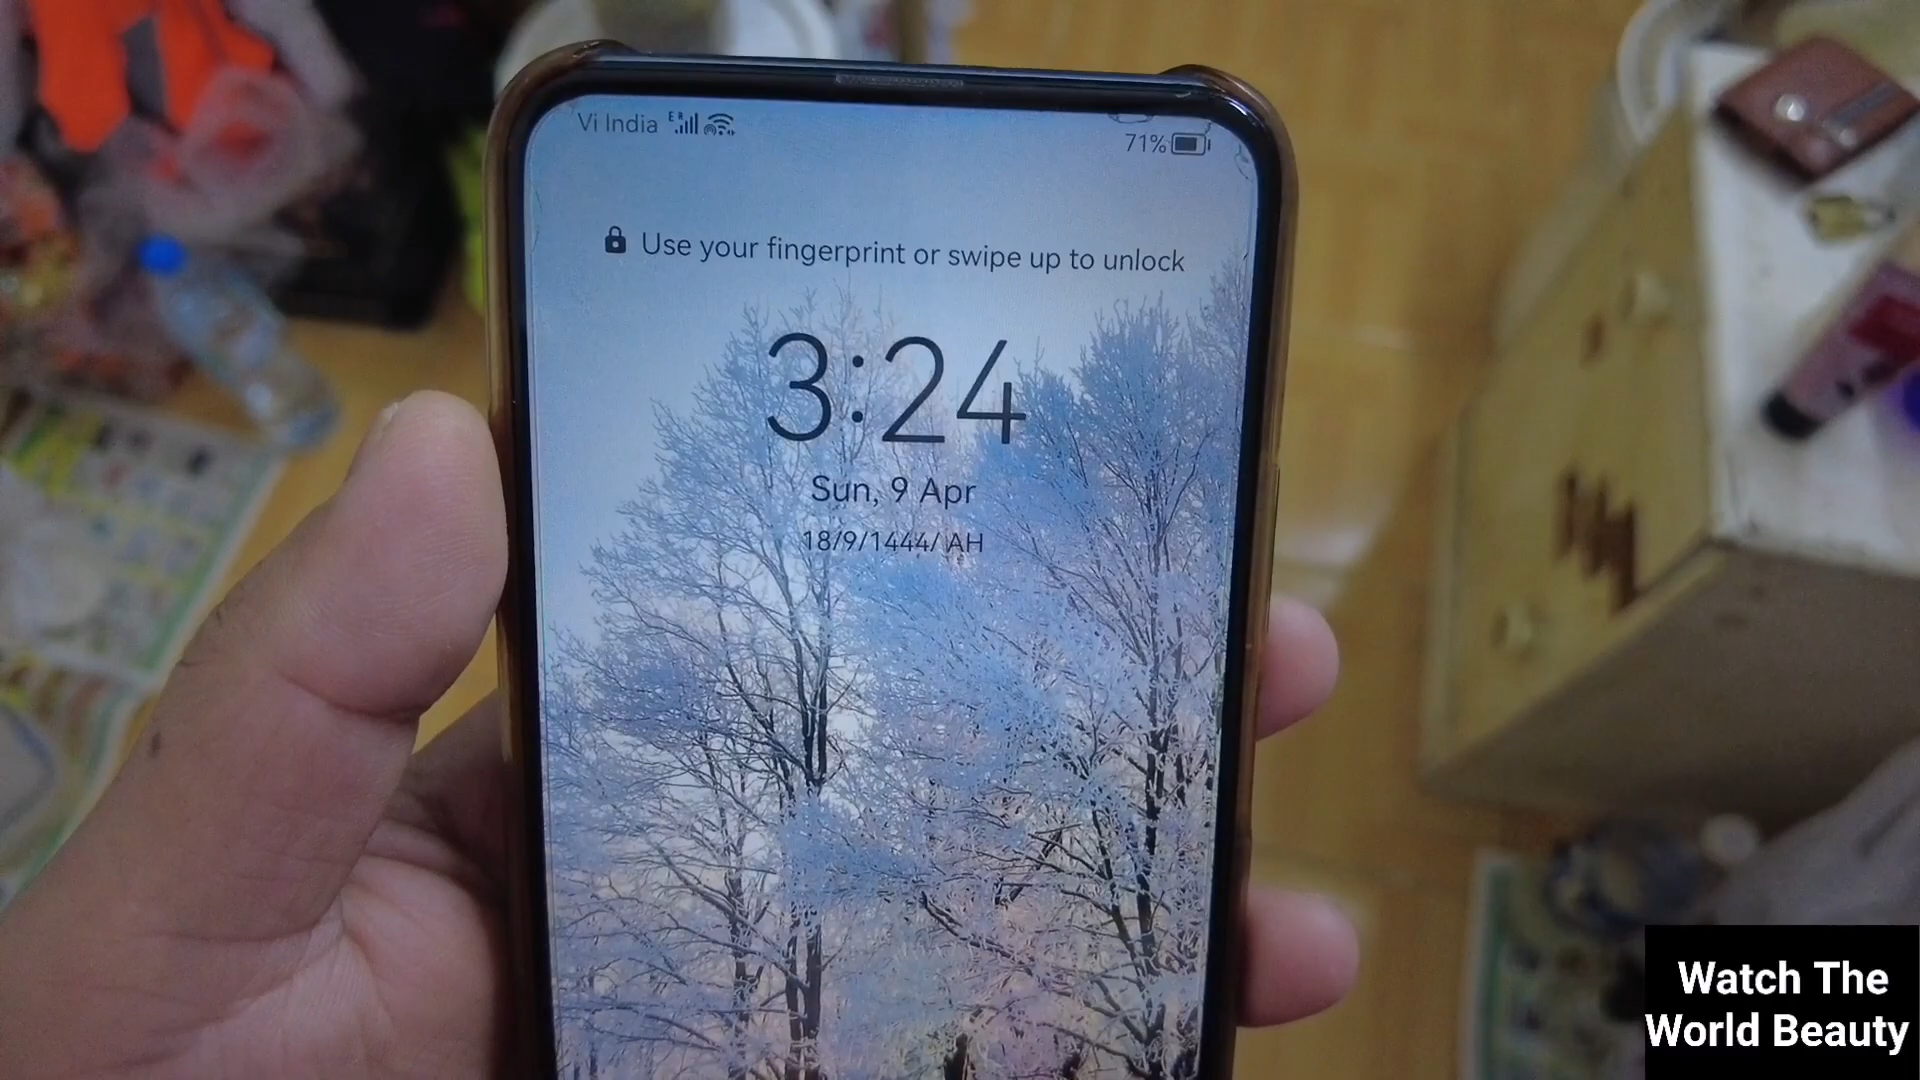 Vi India E R
71%
Use your fingerprint or swipe up to unlock
3:24
Sun, 9 Apr
18/9/1444/ AH
Watch The
World Beauty